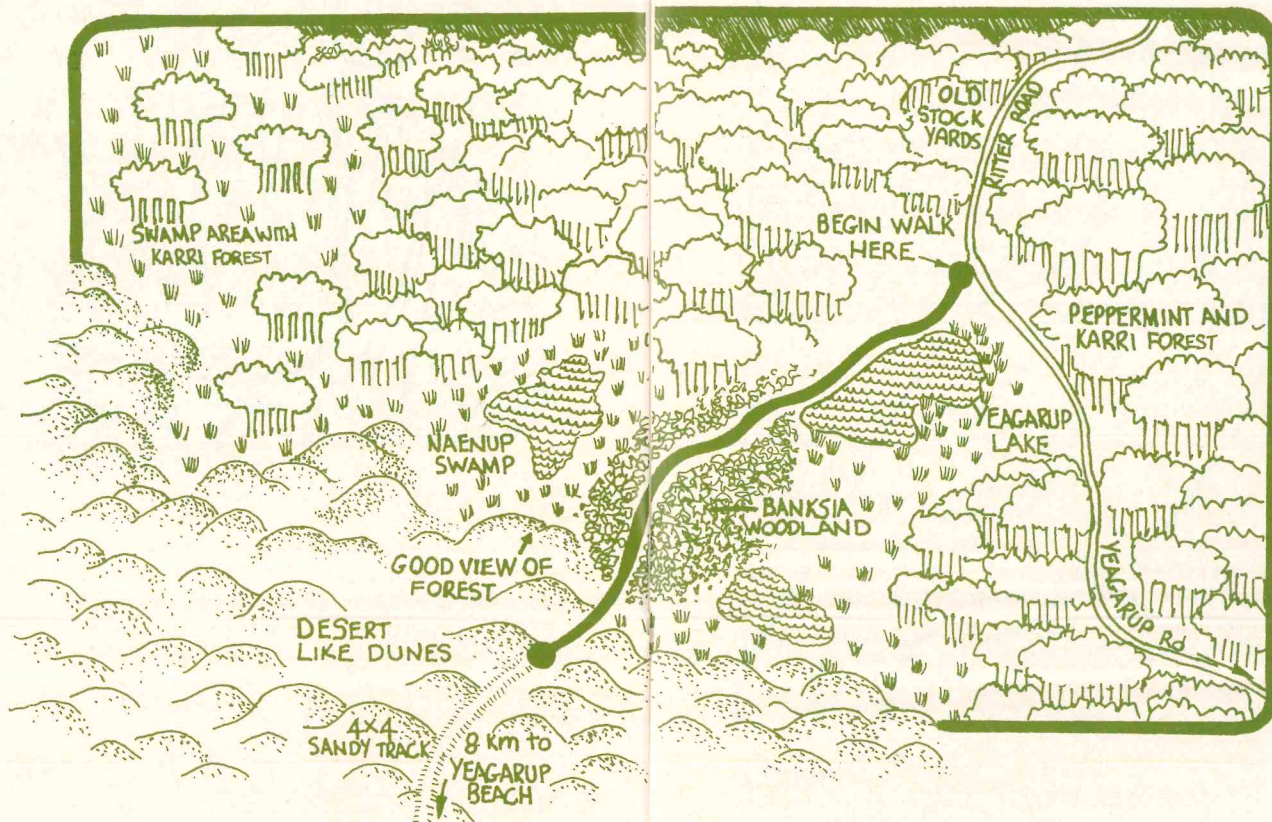 SCOTT MUIR
OLD
STOCK
YARDS
RITTER ROAD
BEGIN WALK
HERE
SWAMP AREA WITH
KARRI FOREST
PEPPERMINT AND
KARRI FOREST
YEAGARUP
LAKE
NAENUP
SWAMP
BANKSIA
WOODLAND
GOOD VIEW OF
FOREST
YEAGARUP Rd
DESERT
LIKE DUNES
4x4
SANDY TRACK
8 Km to
YEAGARUP
BEACH